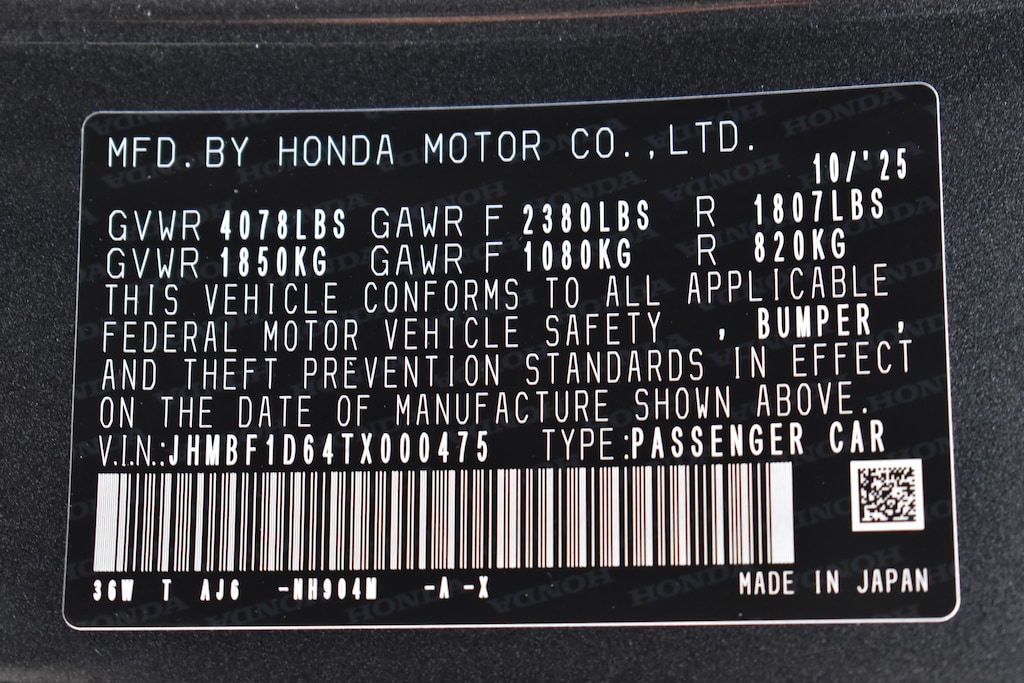 MFD. BY HONDA MOTOR CO., LTD.
10/'25
GVWR 4078LBS GAWR F 2380LBS R 1807LBS
GVWR 1850KG GAWR F 1080KG R 820KG
THIS VEHICLE CONFORMS TO ALL APPLICABLE
FEDERAL MOTOR VEHICLE SAFETY , BUMPER ,
AND THEFT PREVENTION STANDARDS IN EFFECT
ON THE DATE OF MANUFACTURE SHOWN ABOVE.
V.I.N.:JHMBF1D64TX000475 TYPE:PASSENGER CAR
36W T AJ6 -NH904M -A -X MADE IN JAPAN